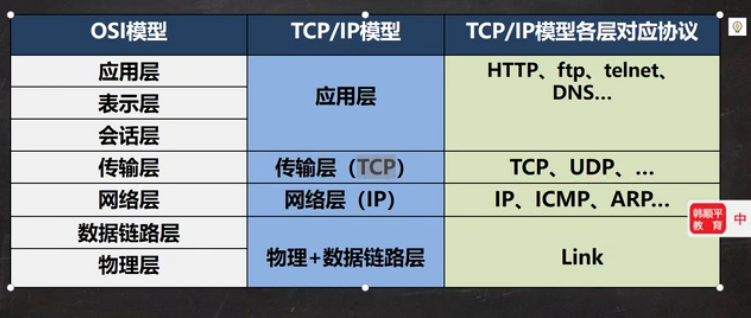 OSI模型 TCP/IP模型 TCP/IP模型各层对应协议
应用层
表示层
会话层
应用层
HTTP、ftp、telnet、
DNS...
传输层 传输层（TCP） TCP、UDP、...
网络层 网络层（IP） IP、ICMP、ARP...
数据链路层
物理层
物理+数据链路层
Link
韩顺平
教育
中